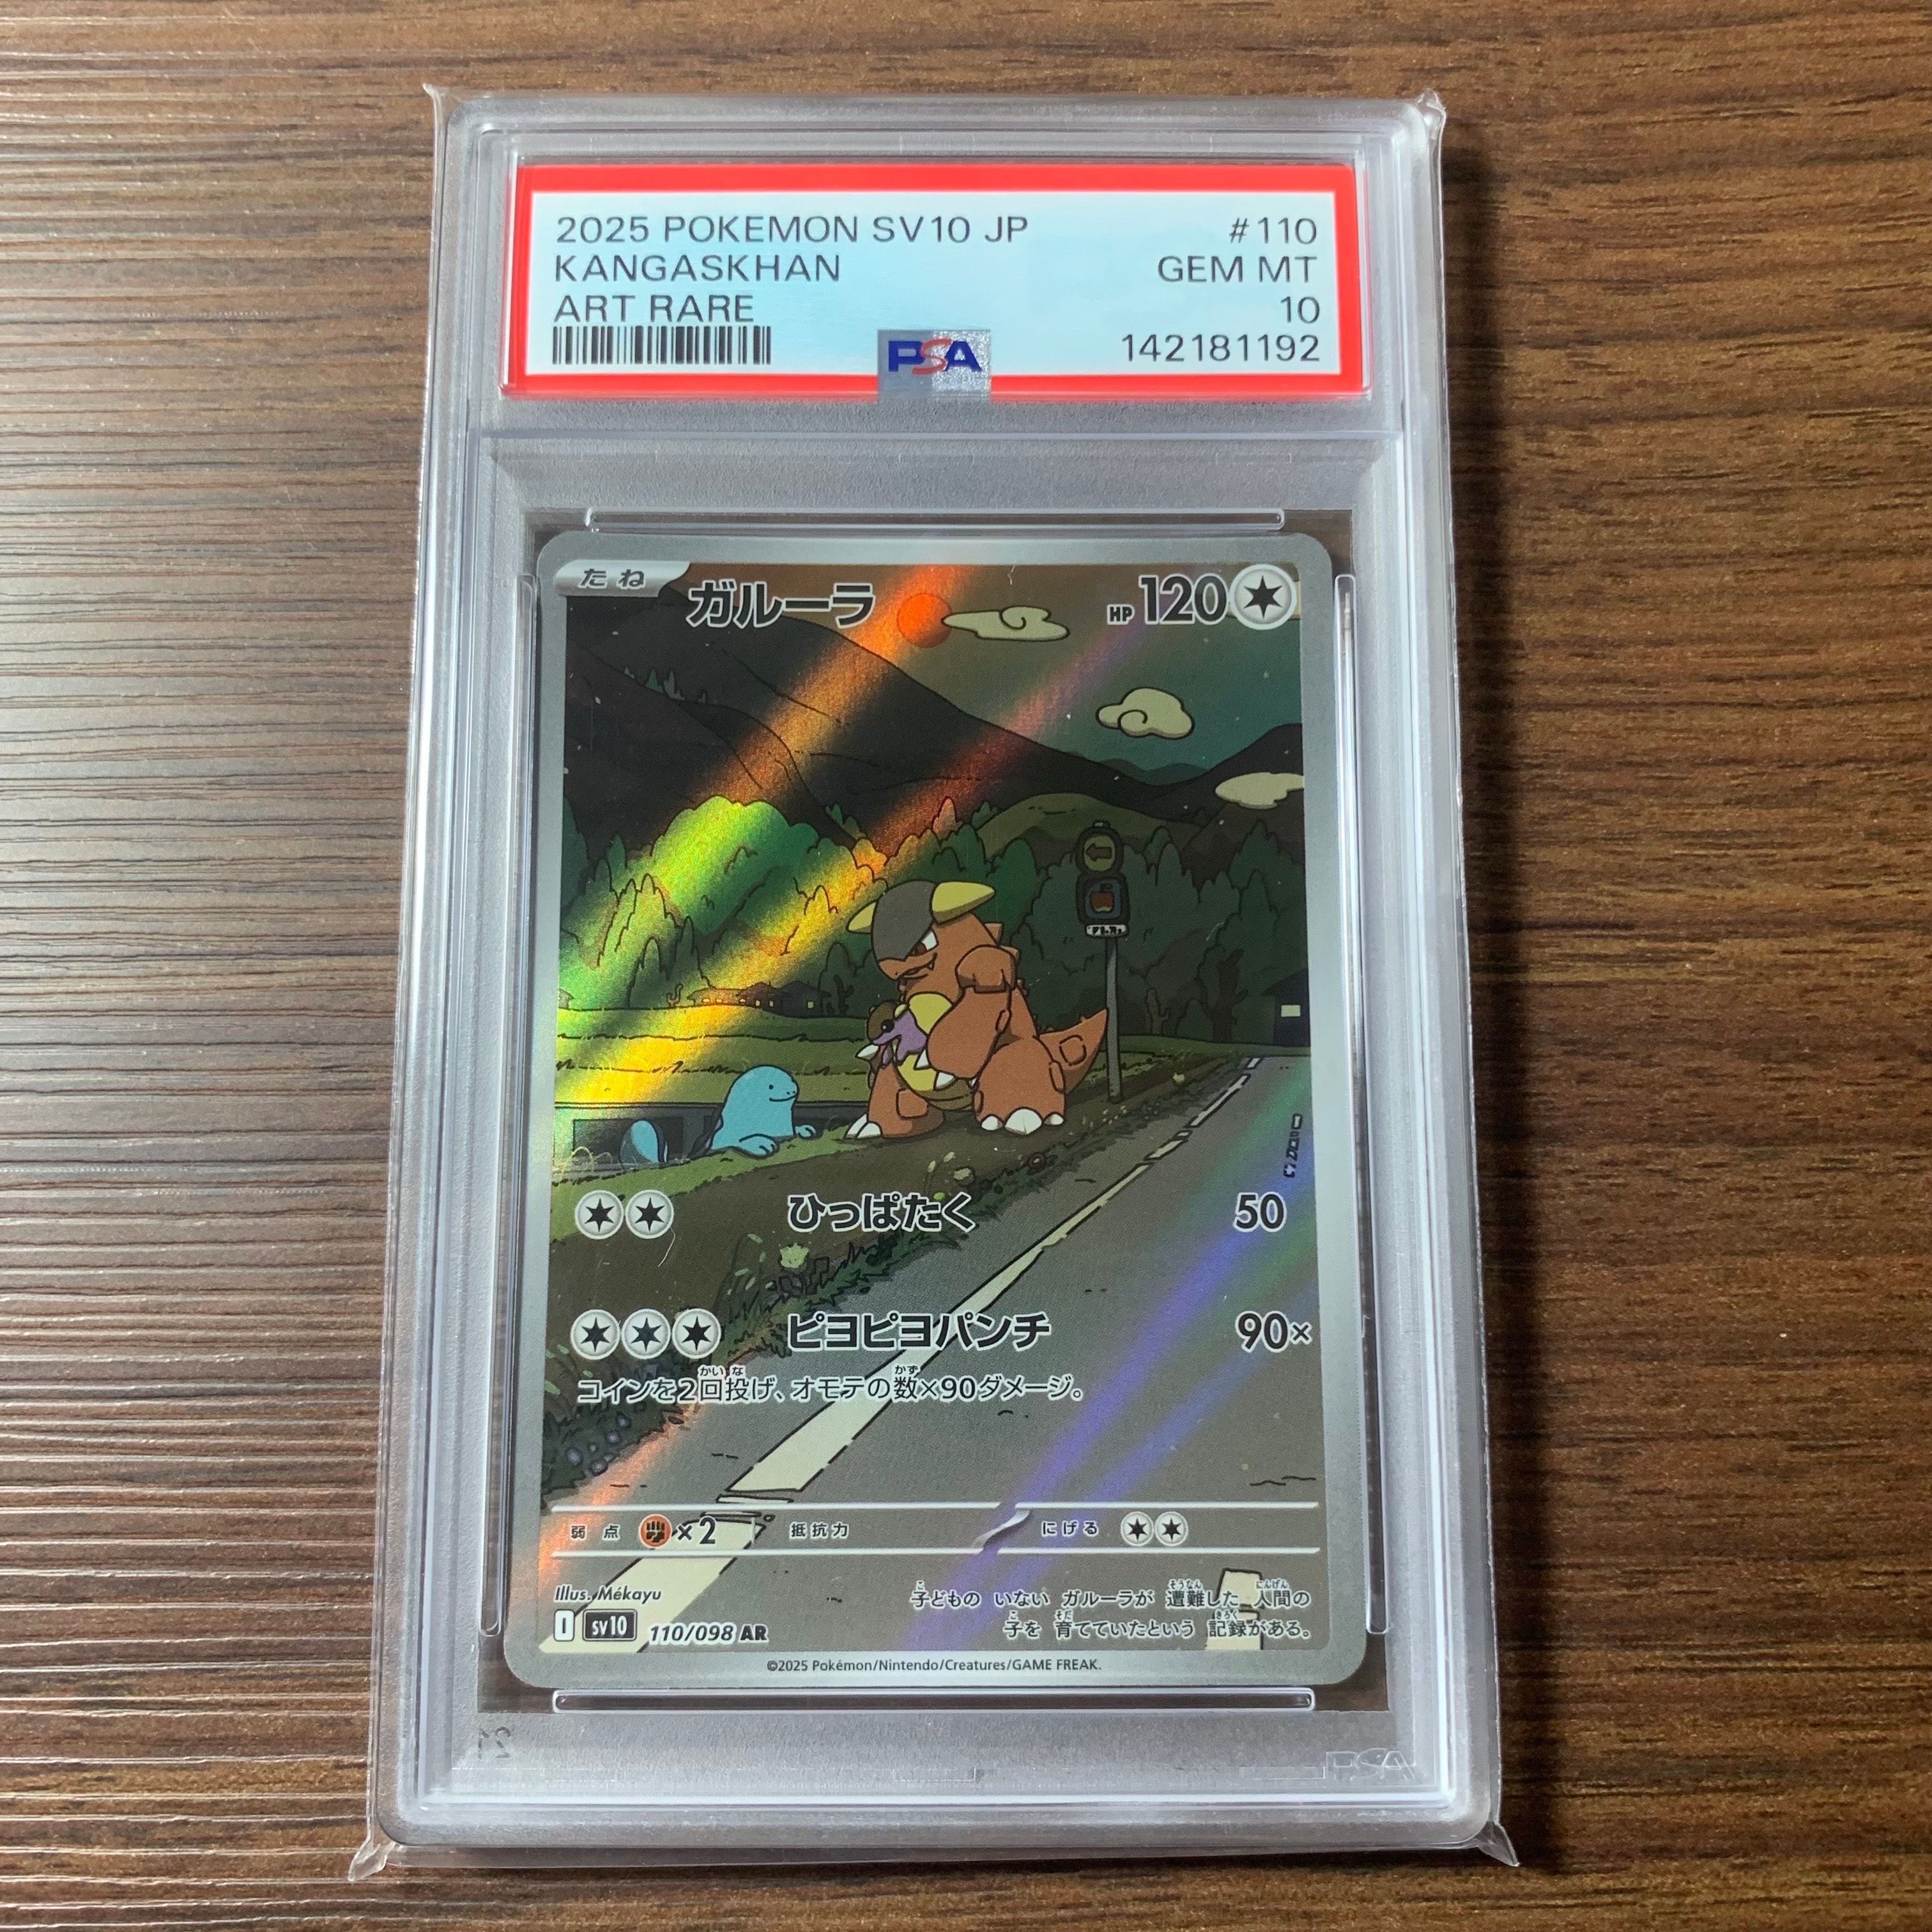 2025 POKEMON SV10 JP #110
KANGASKHAN GEM MT
ART RARE 10
PSA 142181192
たね ガルーラ HP 120
ひっぱたく 50
ピヨピヨパンチ 90×
コインを2回投げ、オモテの数×90ダメージ。
弱点 ×2 抵抗力 にげる
Illus. Mékayu
子どもの いない ガルーラが 遭難した 人間の
子を 育てていたという 記録がある。
I sv10 110/098 AR
©2025 Pokémon/Nintendo/Creatures/GAME FREAK.
PSA